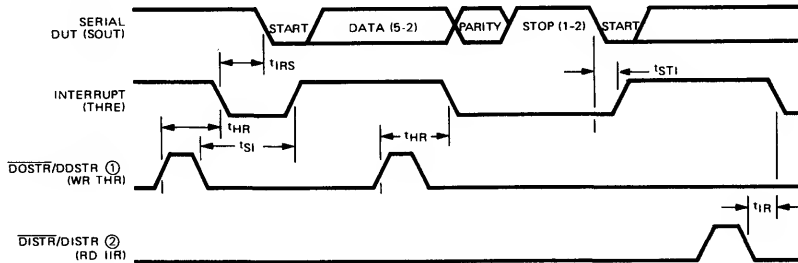 SERIAL
DUT (SOUT)
START
DATA (5-2)
PARITY
STOP (1-2)
START
tIRS
tSTI
INTERRUPT
(THRE)
tHR
tSI
tHR
DOSTR/DDSTR ①
(WR THR)
tIR
DISTR/DISTR ②
(RD IIR)